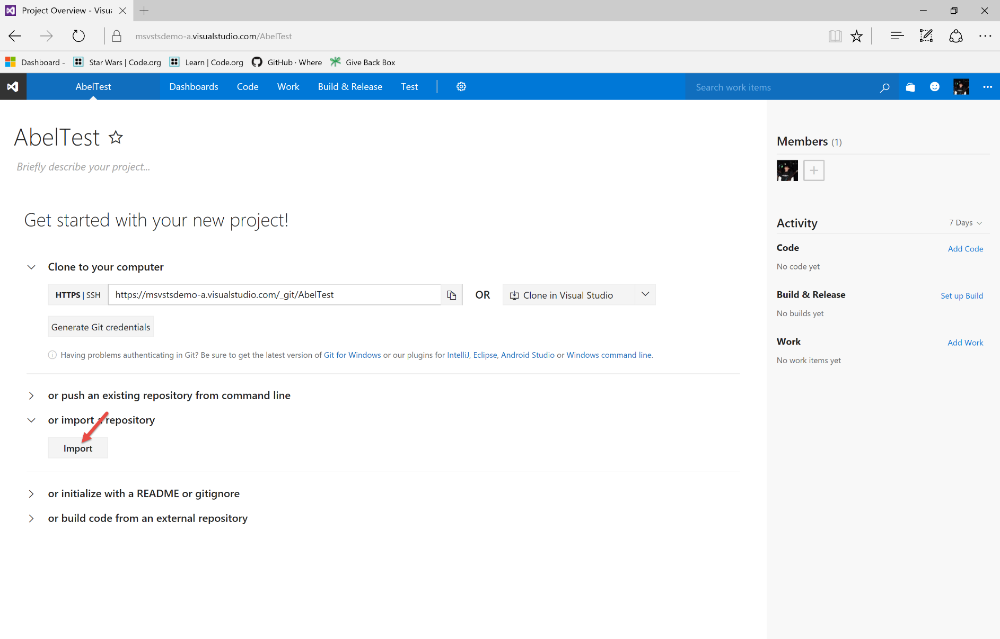 Project Overview - Visu
msvstsdemo-a.visualstudio.com/AbelTest
Dashboard - Star Wars | Code.org Learn | Code.org GitHub · Where Give Back Box
AbelTest Dashboards Code Work Build & Release Test Search work items
AbelTest
Briefly describe your project...
Get started with your new project!
Clone to your computer
HTTPS | SSH https://msvstsdemo-a.visualstudio.com/_git/AbelTest OR Clone in Visual Studio
Generate Git credentials
Having problems authenticating in Git? Be sure to get the latest version of Git for Windows or our plugins for IntelliJ, Eclipse, Android Studio or Windows command line.
or push an existing repository from command line
or import a repository
Import
or initialize with a README or gitignore
or build code from an external repository
Members (1)
Activity 7 Days
Code Add Code
No code yet
Build & Release Set up Build
No builds yet
Work Add Work
No work items yet